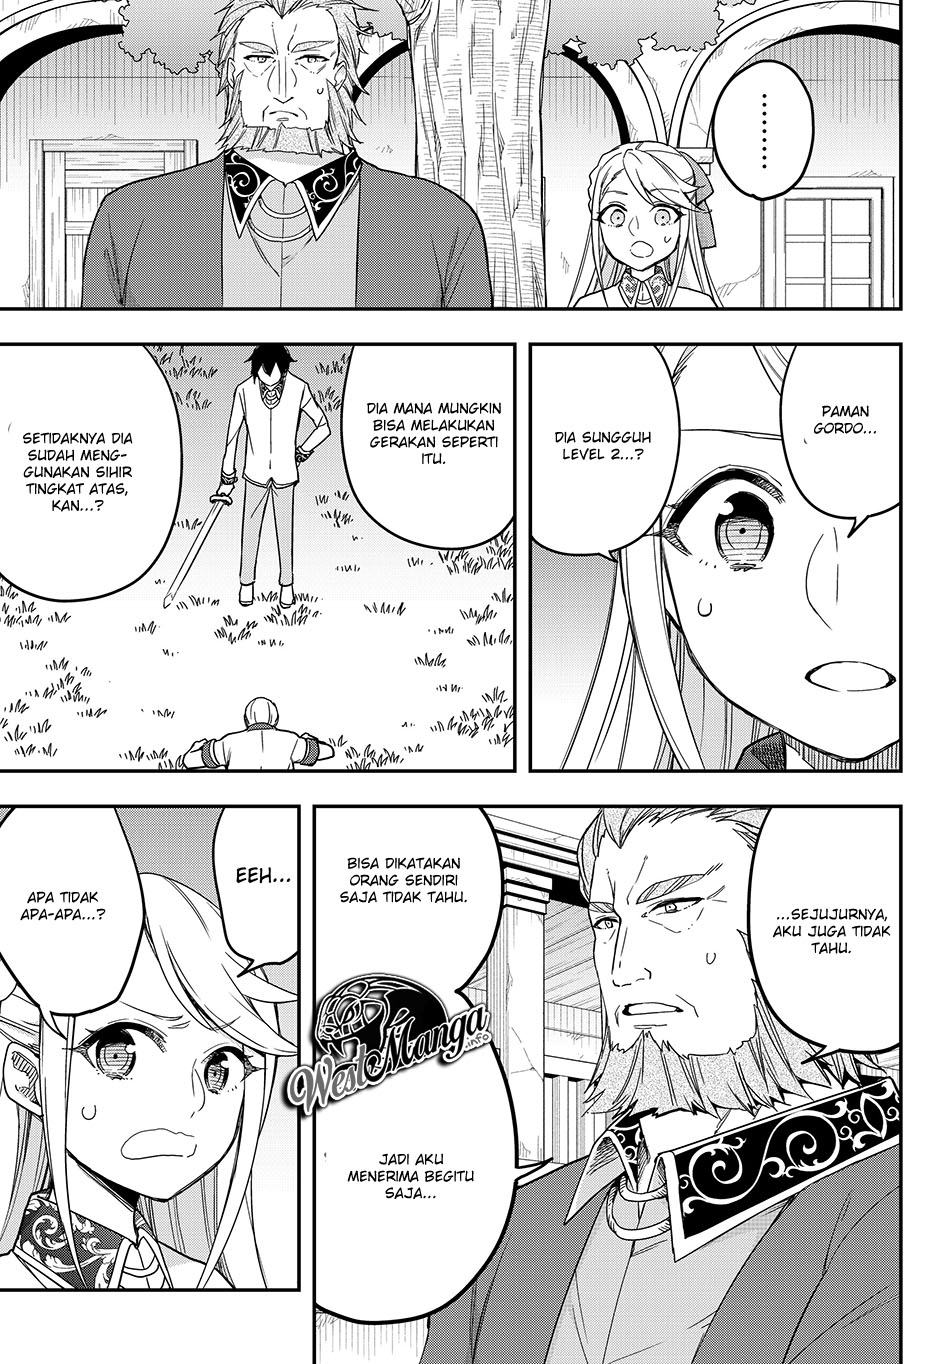 .........
PAMAN
GORDO...
DIA SUNGGUH
LEVEL 2...?
DIA MANA MUNGKIN
BISA MELAKUKAN
GERAKAN SEPERTI
ITU.
SETIDAKNYA DIA
SUDAH MENG-
GUNAKAN SIHIR
TINGKAT ATAS,
KAN...?
...SEJUJURNYA,
AKU JUGA TIDAK
TAHU.
BISA DIKATAKAN
ORANG SENDIRI
SAJA TIDAK TAHU.
JADI AKU
MENERIMA BEGITU
SAJA...
WestManga
.info
EEH...
APA TIDAK
APA-APA...?